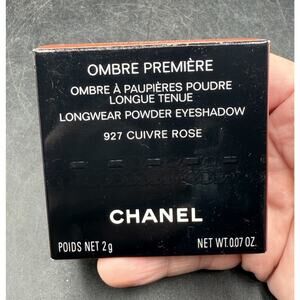 OMBRE PREMIÈRE
OMBRE À PAUPIÈRES POUDRE
LONGUE TENUE
LONGWEAR POWDER EYESHADOW
927 CUIVRE ROSE
CHANEL
POIDS NET 2g NET WT. 0.07 OZ.